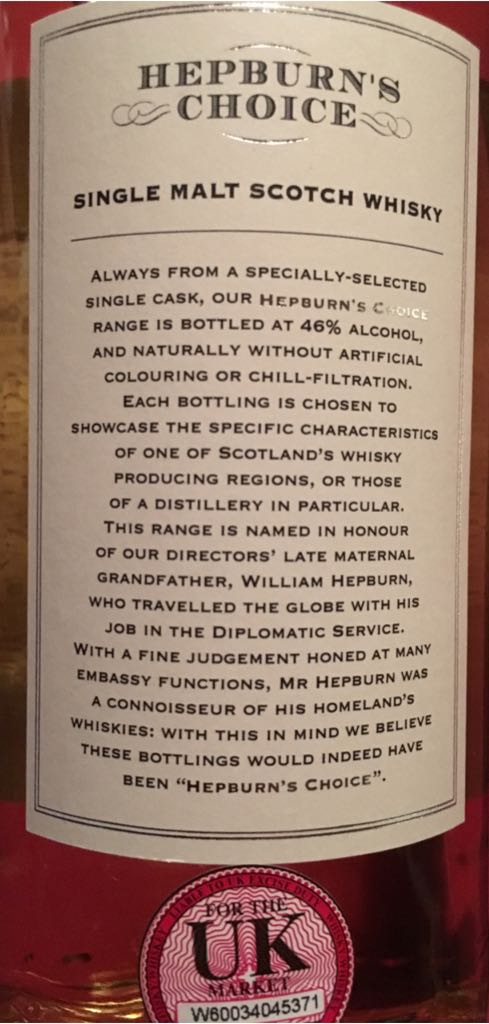 HEPBURN'S
CHOICE
SINGLE MALT SCOTCH WHISKY
ALWAYS FROM A SPECIALLY-SELECTED
SINGLE CASK, OUR HEPBURN'S CHOICE
RANGE IS BOTTLED AT 46% ALCOHOL,
AND NATURALLY WITHOUT ARTIFICIAL
COLOURING OR CHILL-FILTRATION.
EACH BOTTLING IS CHOSEN TO
SHOWCASE THE SPECIFIC CHARACTERISTICS
OF ONE OF SCOTLAND'S WHISKY
PRODUCING REGIONS, OR THOSE
OF A DISTILLERY IN PARTICULAR.
THIS RANGE IS NAMED IN HONOUR
OF OUR DIRECTORS' LATE MATERNAL
GRANDFATHER, WILLIAM HEPBURN,
WHO TRAVELLED THE GLOBE WITH HIS
JOB IN THE DIPLOMATIC SERVICE.
WITH A FINE JUDGEMENT HONED AT MANY
EMBASSY FUNCTIONS, MR HEPBURN WAS
A CONNOISSEUR OF HIS HOMELAND'S
WHISKIES: WITH THIS IN MIND WE BELIEVE
THESE BOTTLINGS WOULD INDEED HAVE
BEEN "HEPBURN'S CHOICE".
LIABLE TO UK EXCISE DUTY
FOR THE
UK
MARKET
W60034045371